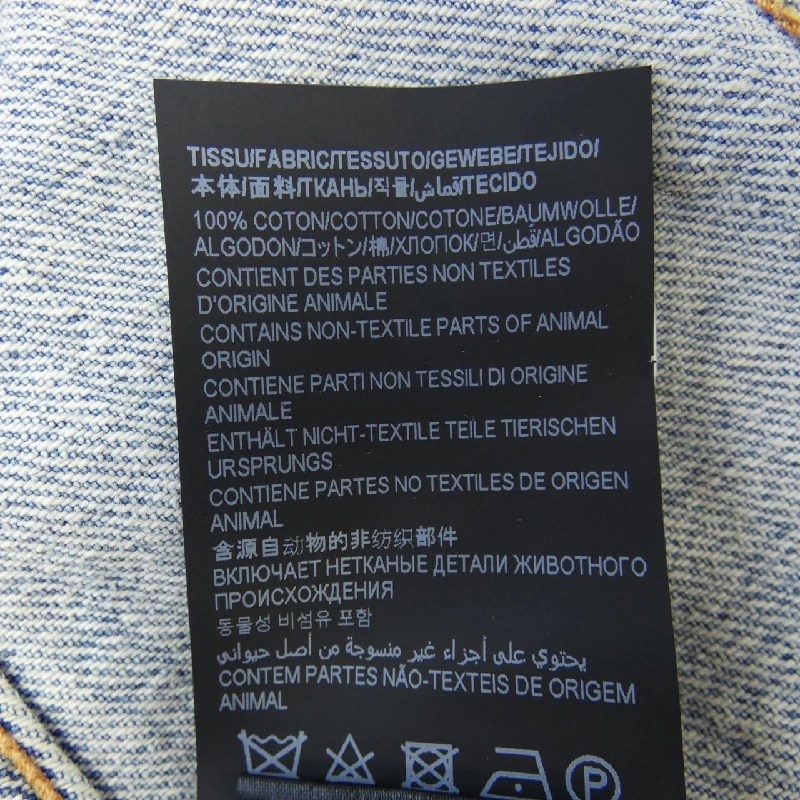 TISSU/FABRIC/TESSUTO/GEWEBE/TEJIDO/
本体/面料/ТКАНЬ/직물/قماش/TECIDO
100% COTON/COTTON/COTONE/BAUMWOLLE/
ALGODON/コットン/棉/ХЛОПОК/면/قُطن/ALGODÃO
CONTIENT DES PARTIES NON TEXTILES
D'ORIGINE ANIMALE
CONTAINS NON-TEXTILE PARTS OF ANIMAL
ORIGIN
CONTIENE PARTI NON TESSILI DI ORIGINE
ANIMALE
ENTHÄLT NICHT-TEXTILE TEILE TIERISCHEN
URSPRUNGS
CONTIENE PARTES NO TEXTILES DE ORIGEN
ANIMAL
含源自动物的非纺织部件
ВКЛЮЧАЕТ НЕТКАНЫЕ ДЕТАЛИ ЖИВОТНОГО
ПРОИСХОЖДЕНИЯ
동물성 비섬유 포함
يحتوي على أجزاء غير منسوجة من أصل حيواني
CONTEM PARTES NÃO-TEXTEIS DE ORIGEM
ANIMAL
P